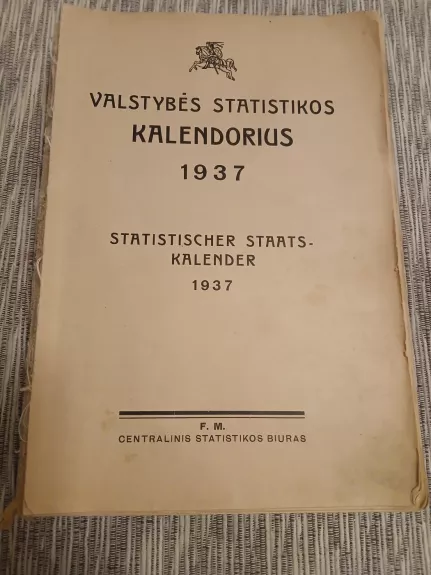 VALSTYBĖS STATISTIKOS
KALENDORIUS
1937
STATISTISCHER STAATS-
KALENDER
1937
F. M.
CENTRALINIS STATISTIKOS BIURAS